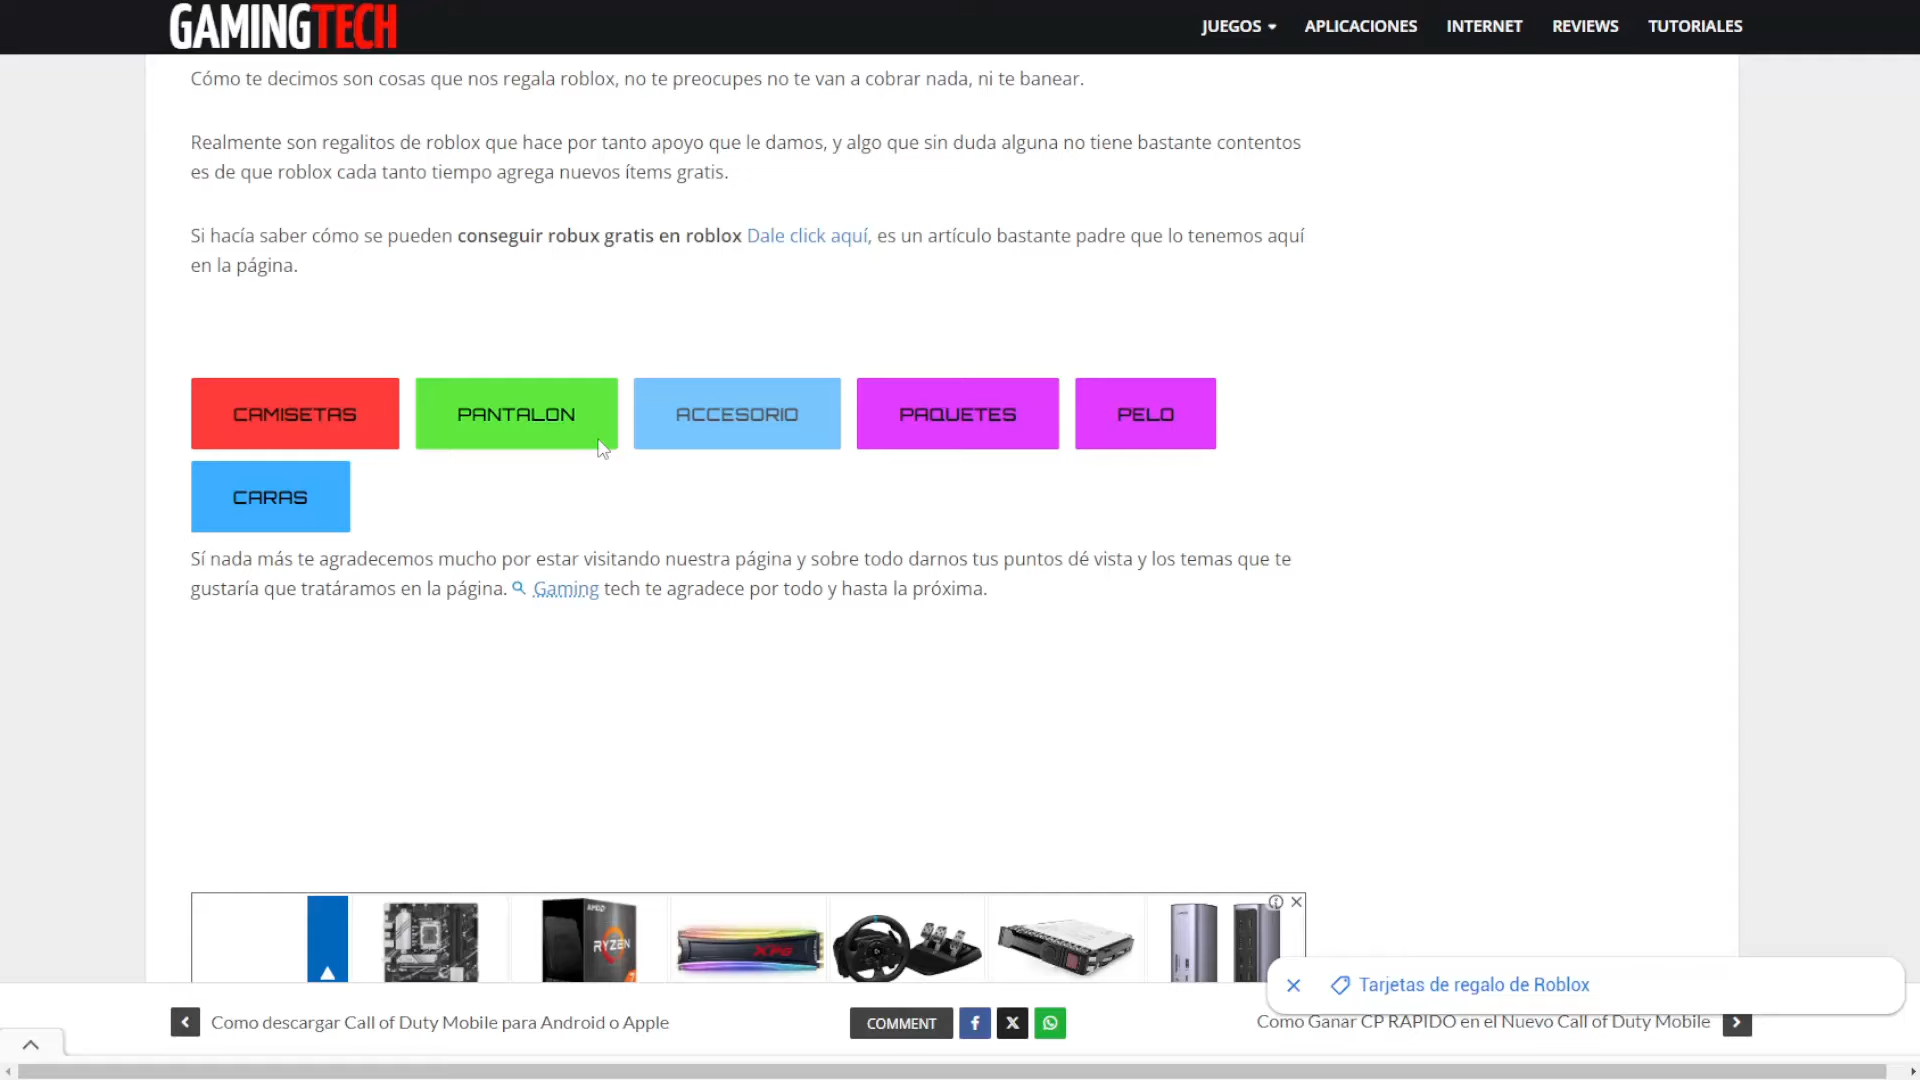 GAMINGTECH
JUEGOS
APLICACIONES
INTERNET
REVIEWS
TUTORIALES
Cómo te decimos son cosas que nos regala roblox, no te preocupes no te van a cobrar nada, ni te banear.
Realmente son regalitos de roblox que hace por tanto apoyo que le damos, y algo que sin duda alguna no tiene bastante contentos
es de que roblox cada tanto tiempo agrega nuevos ítems gratis.
Si hacía saber cómo se pueden conseguir robux gratis en roblox Dale click aquí, es un artículo bastante padre que lo tenemos aquí
en la página.
CAMISETAS
PANTALON
ACCESORIO
PAQUETES
PELO
CARAS
Sí nada más te agradecemos mucho por estar visitando nuestra página y sobre todo darnos tus puntos dé vista y los temas que te
gustaría que tratáramos en la página. Gaming tech te agradece por todo y hasta la próxima.
AMD
RYZEN
XPG
Tarjetas de regalo de Roblox
Como descargar Call of Duty Mobile para Android o Apple
COMMENT
Como Ganar CP RAPIDO en el Nuevo Call of Duty Mobile